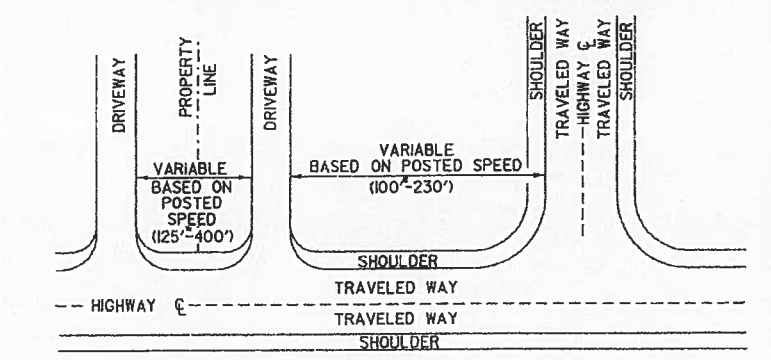 DRIVEWAY
PROPERTY
LINE
DRIVEWAY
SHOULDER
TRAVELED WAY
HIGHWAY ℄
TRAVELED WAY
SHOULDER
VARIABLE
BASED ON
POSTED
SPEED
(125'-400')
VARIABLE
BASED ON POSTED SPEED
(100'-230')
SHOULDER
TRAVELED WAY
HIGHWAY ℄
TRAVELED WAY
SHOULDER